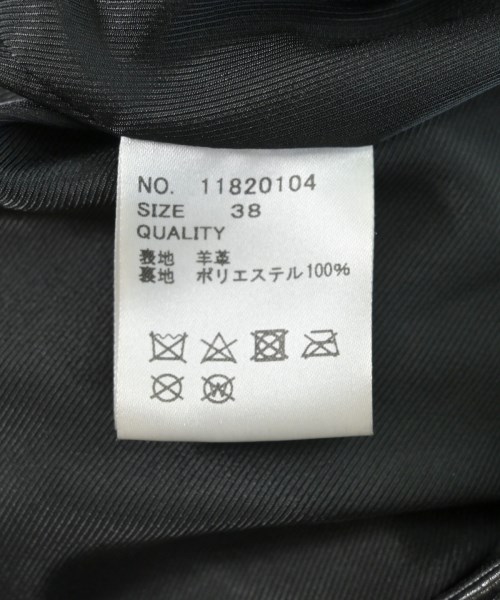 NO. 11820104
SIZE 38
QUALITY
表地 羊革
裏地 ポリエステル100%
W